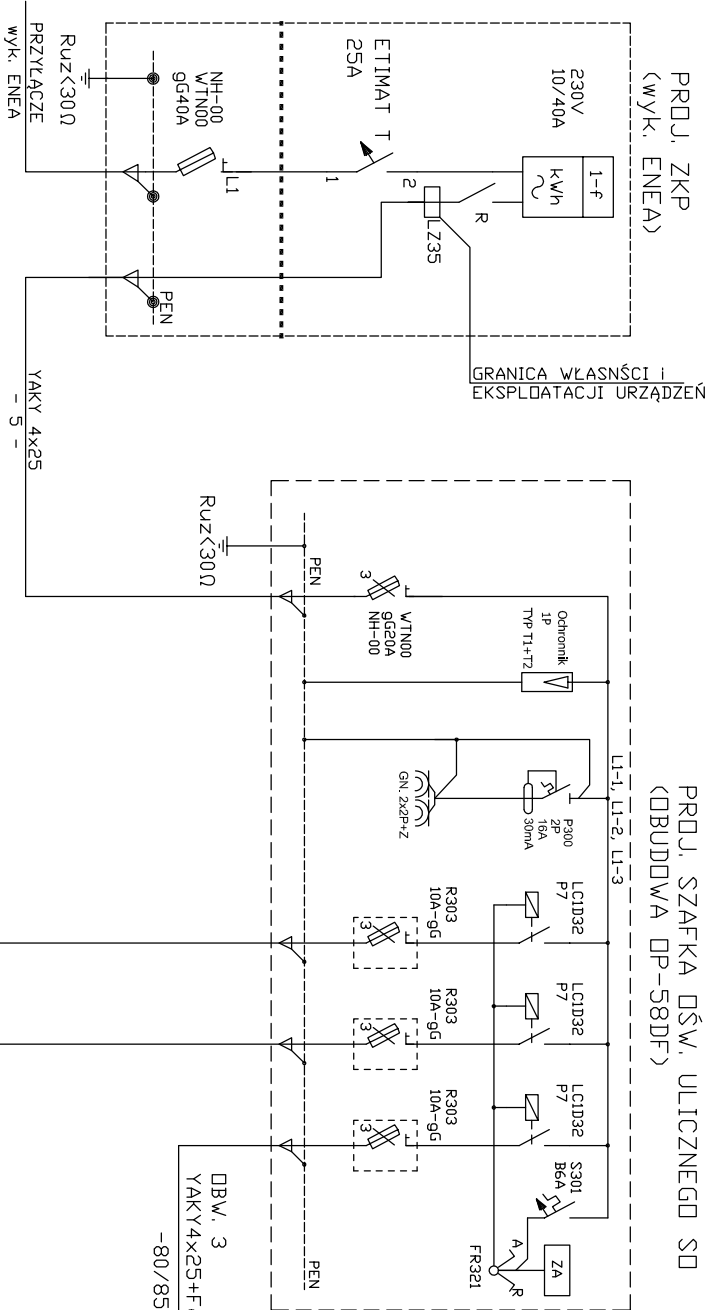 PROJ. ZKP
(wyk. ENEA)
230V
10/40A
1-f
kWh
ETIMAT T
25A
1
2
R
LZ35
NH-00
WTN00
gG40A
L1
Ruz<30Ω
PRZYŁĄCZE
wyk. ENEA
PEN
GRANICA WŁASNŚCI i
EKSPLOATACJI URZĄDZEŃ
YAKY 4x25
- 5 -
PROJ. SZAFKA OŚW. ULICZNEGO SO
(OBUDOWA OP-58DF)
Ruz<30Ω
PEN
3
WTN00
gG20A
NH-00
Ochronnik
1P
TYP T1+T2
L1-1, L1-2, L1-3
P300
2P
16A
30mA
GN. 2x2P+Z
LC1D32
P7
R303
10A-gG
3
LC1D32
P7
R303
10A-gG
3
LC1D32
P7
R303
10A-gG
3
S301
B6A
A
R
FR321
ZA
PEN
OBW. 3
YAKY4x25+F
-80/85